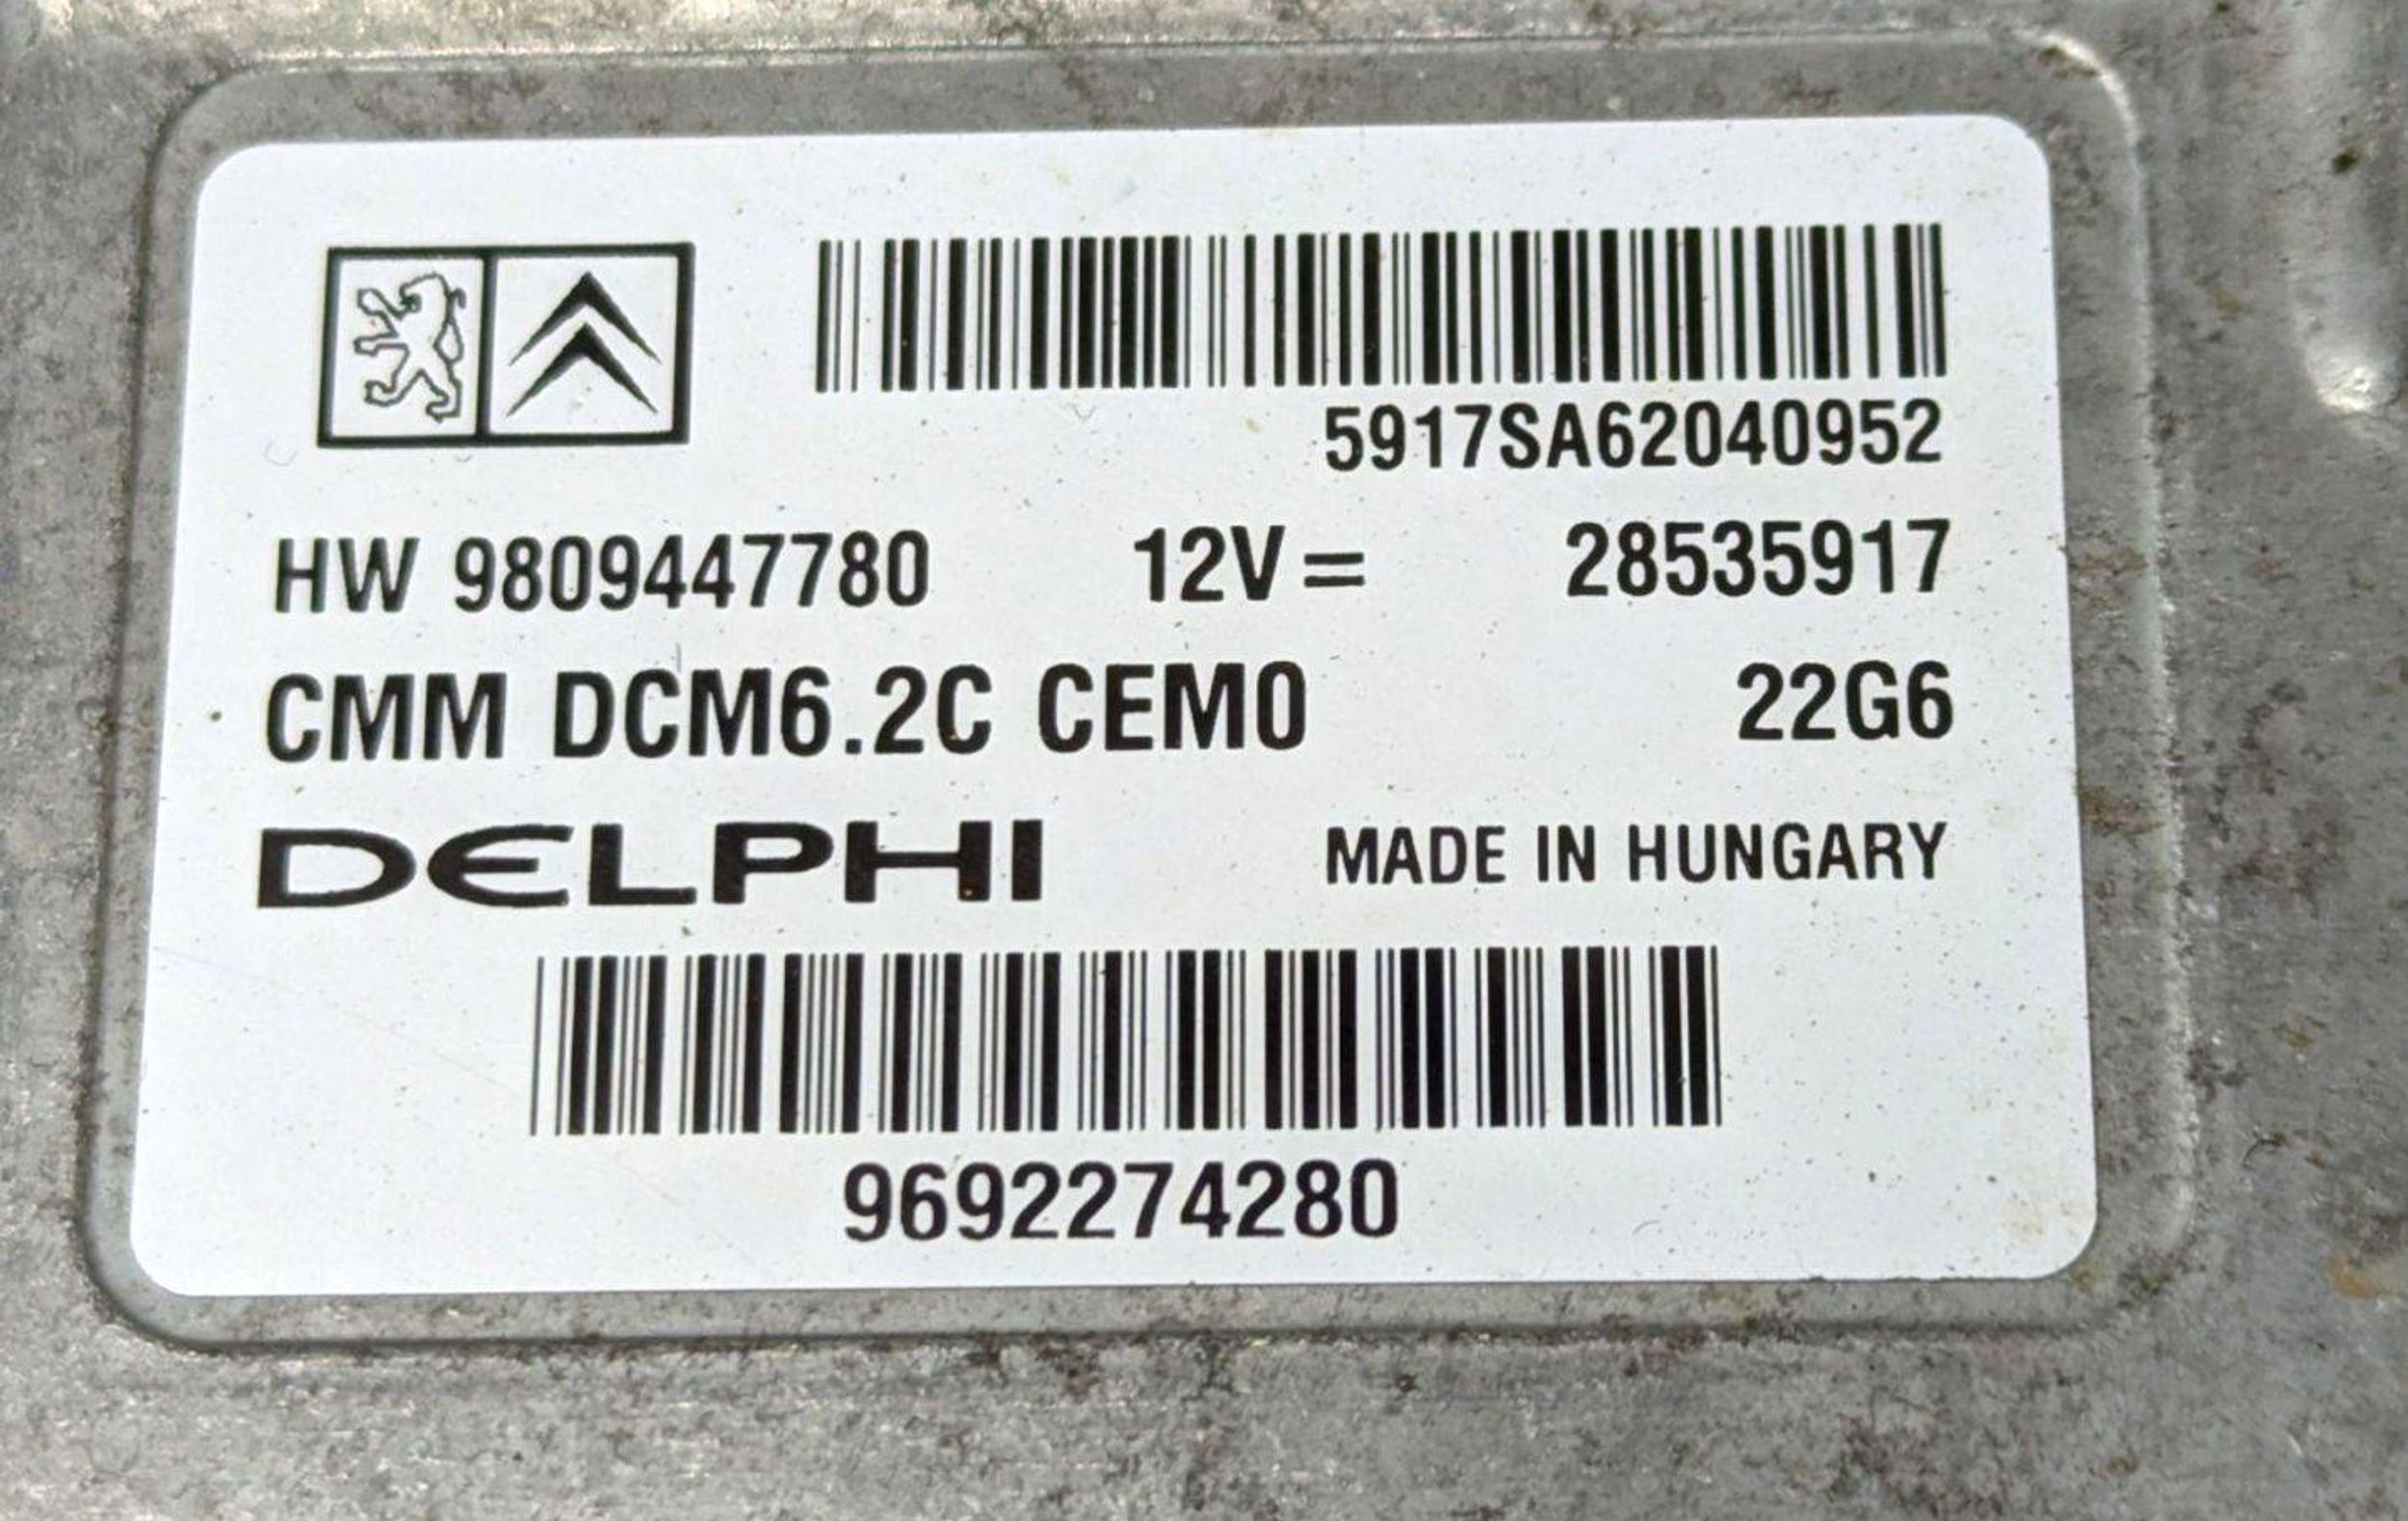 5917SA62040952
HW 9809447780 12V= 28535917
CMM DCM6.2C CEM0 22G6
DELPHI MADE IN HUNGARY
9692274280